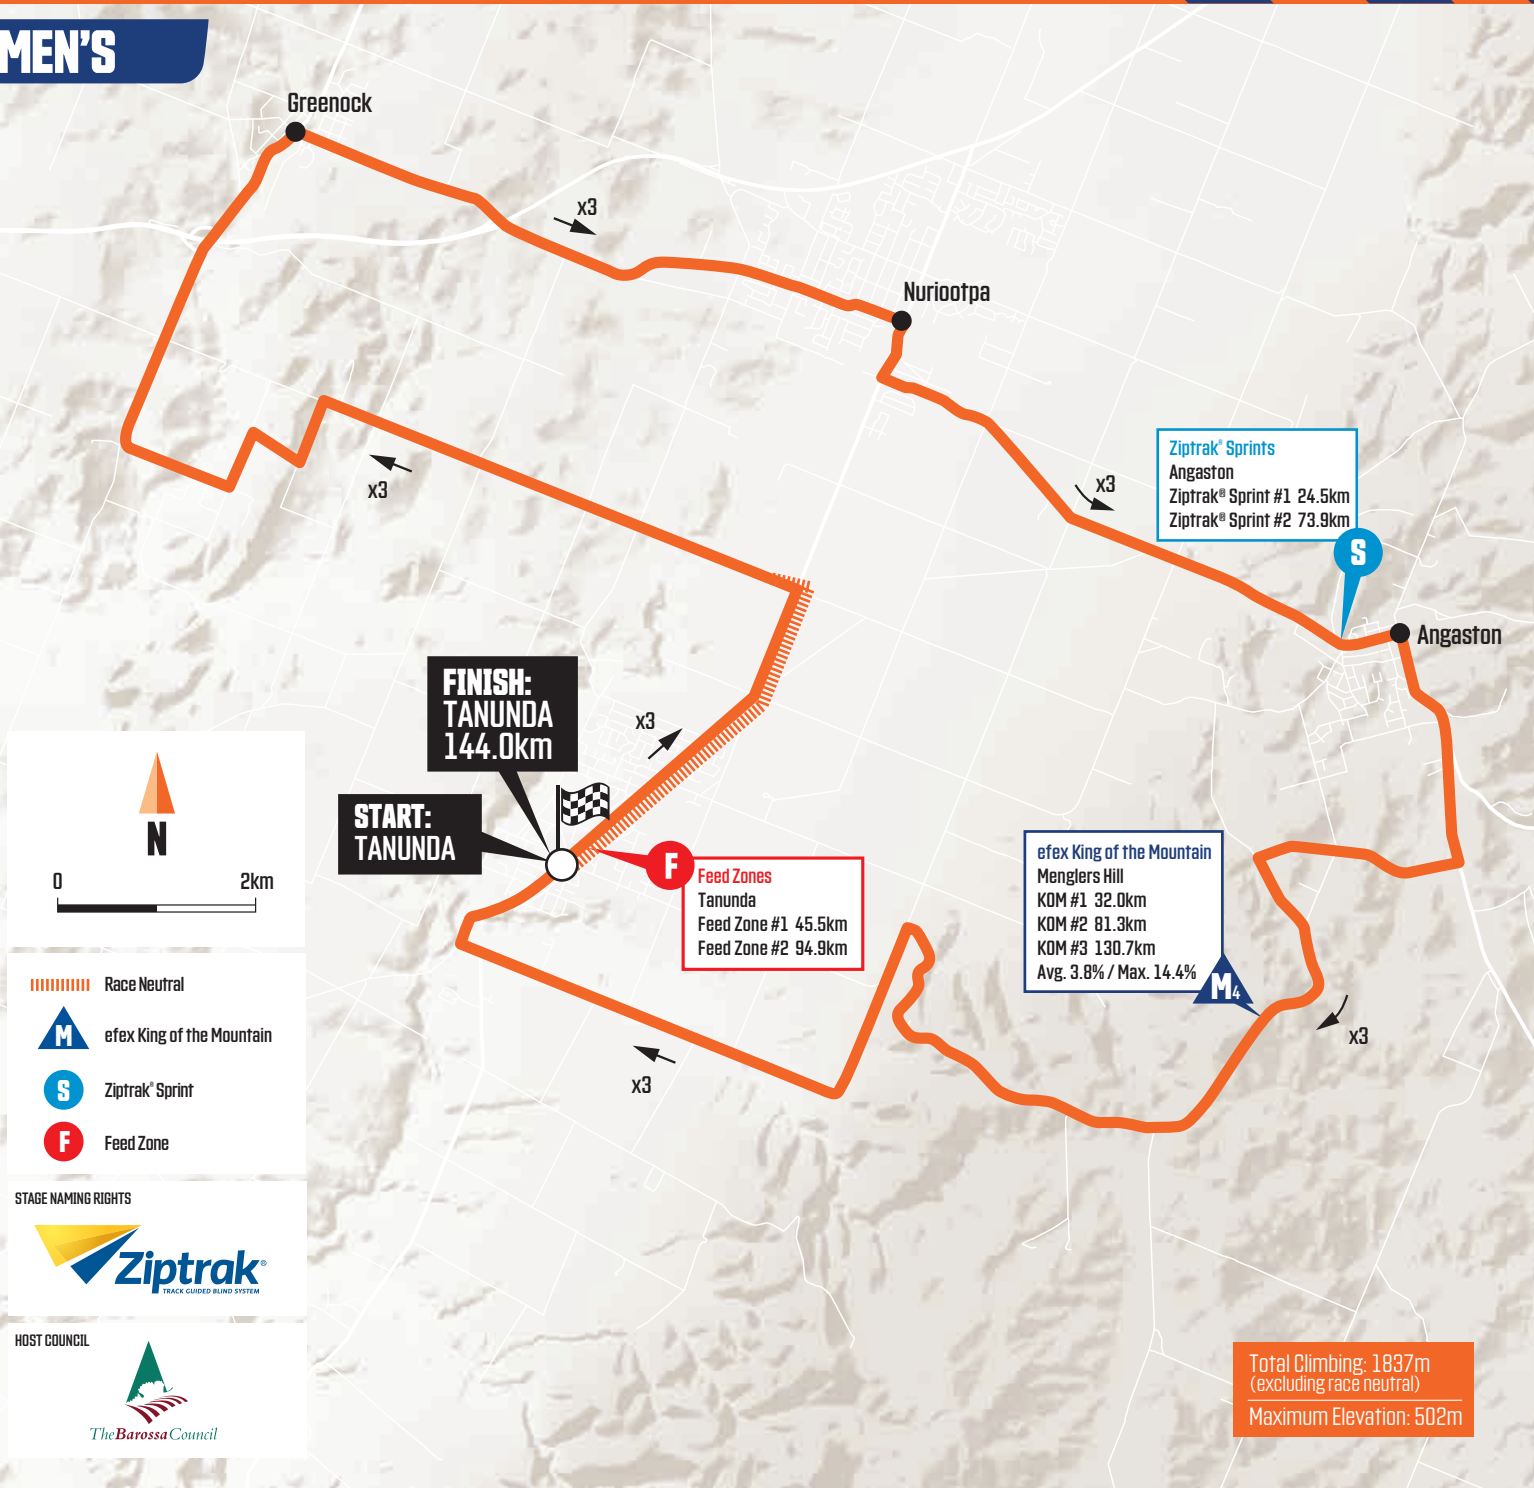 MEN'S
Greenock
x3
Nuriootpa
x3
x3
Ziptrak® Sprints
Angaston
Ziptrak® Sprint #1 24.5km
Ziptrak® Sprint #2 73.9km
S
Angaston
FINISH:
TANUNDA
144.0km
x3
START:
TANUNDA
F
Feed Zones
Tanunda
Feed Zone #1 45.5km
Feed Zone #2 94.9km
efex King of the Mountain
Menglers Hill
KOM #1 32.0km
KOM #2 81.3km
KOM #3 130.7km
Avg. 3.8% / Max. 14.4%
M4
x3
x3
N
0 2km
Race Neutral
M efex King of the Mountain
S Ziptrak® Sprint
F Feed Zone
STAGE NAMING RIGHTS
Ziptrak®
TRACK GUIDED BLIND SYSTEM
HOST COUNCIL
The Barossa Council
Total Climbing: 1837m
(excluding race neutral)
Maximum Elevation: 502m